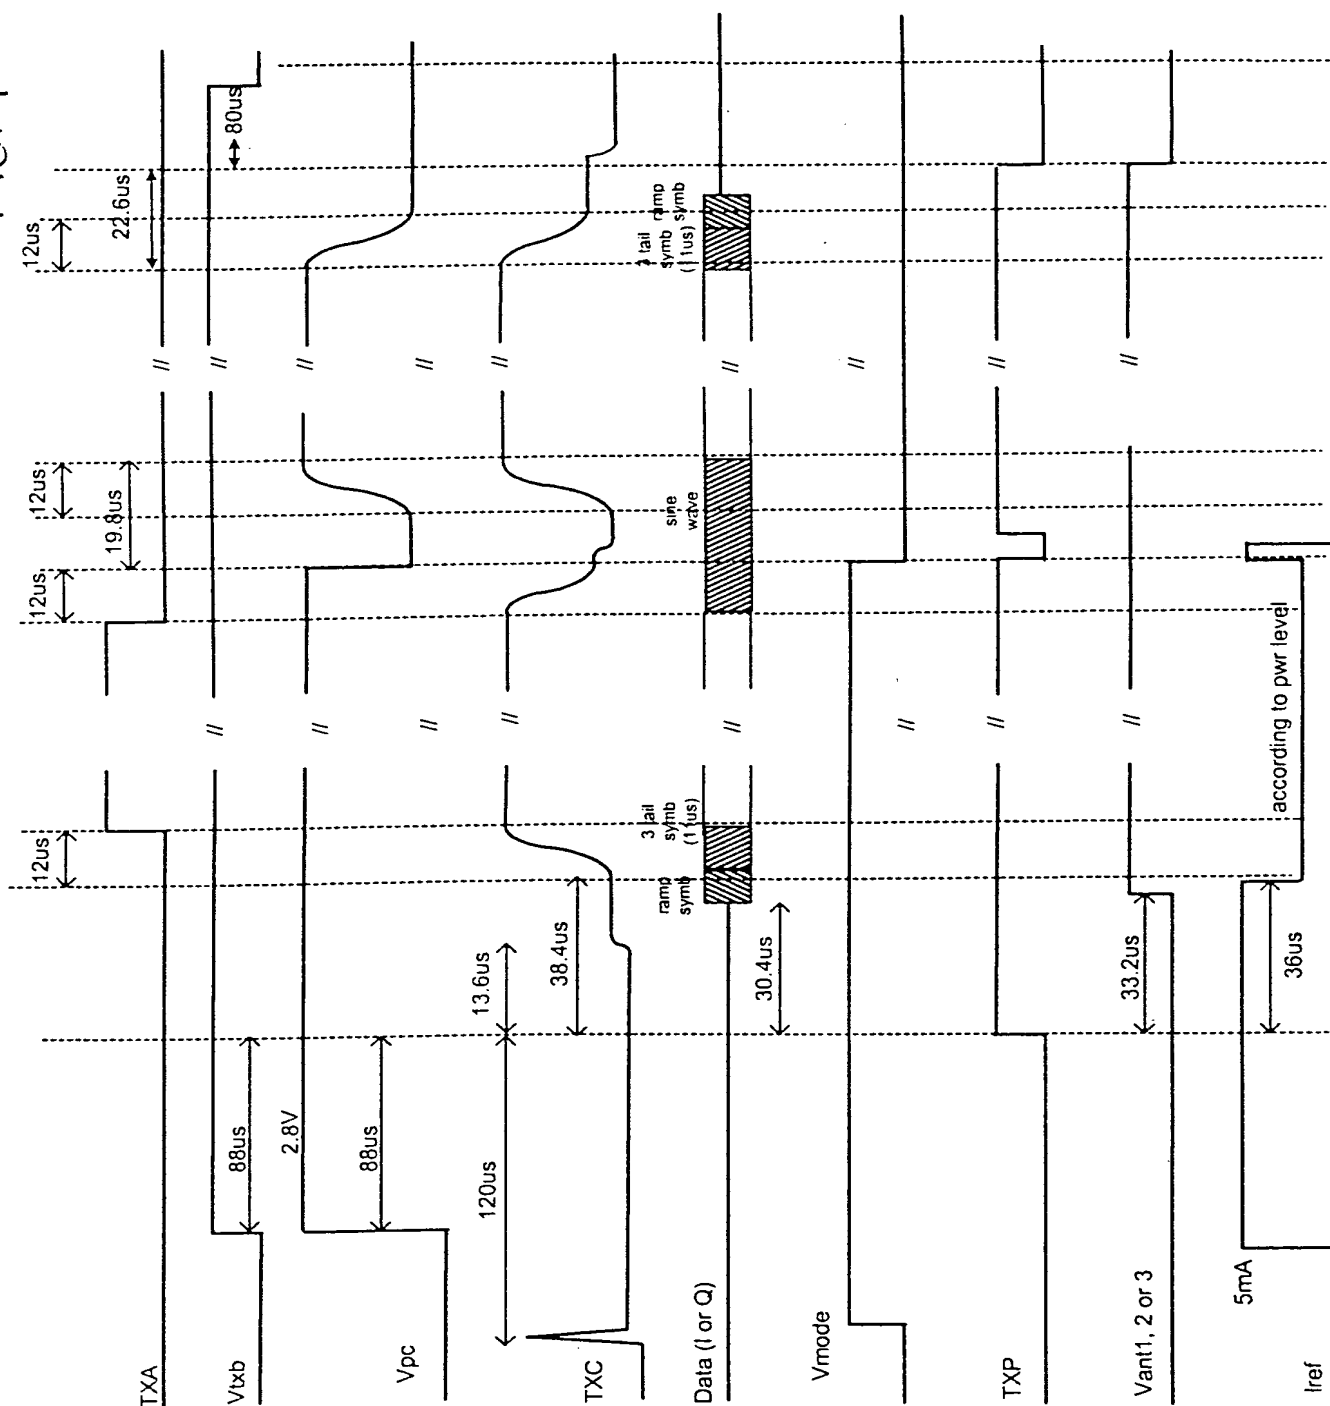 TXA
12us
12us
12us
19.8us
12us
22.6us
Vtxb
88us
80us
Vpc
2.8V
88us
TXC
120us
13.6us
38.4us
Data (I or Q)
30.4us
ramp
symb
3 tail
symb
(11us)
sine
wave
3 tail
symb
(11us)
ramp
symb
Vmode
TXP
Vant1, 2 or 3
33.2us
Iref
5mA
36us
according to pwr level